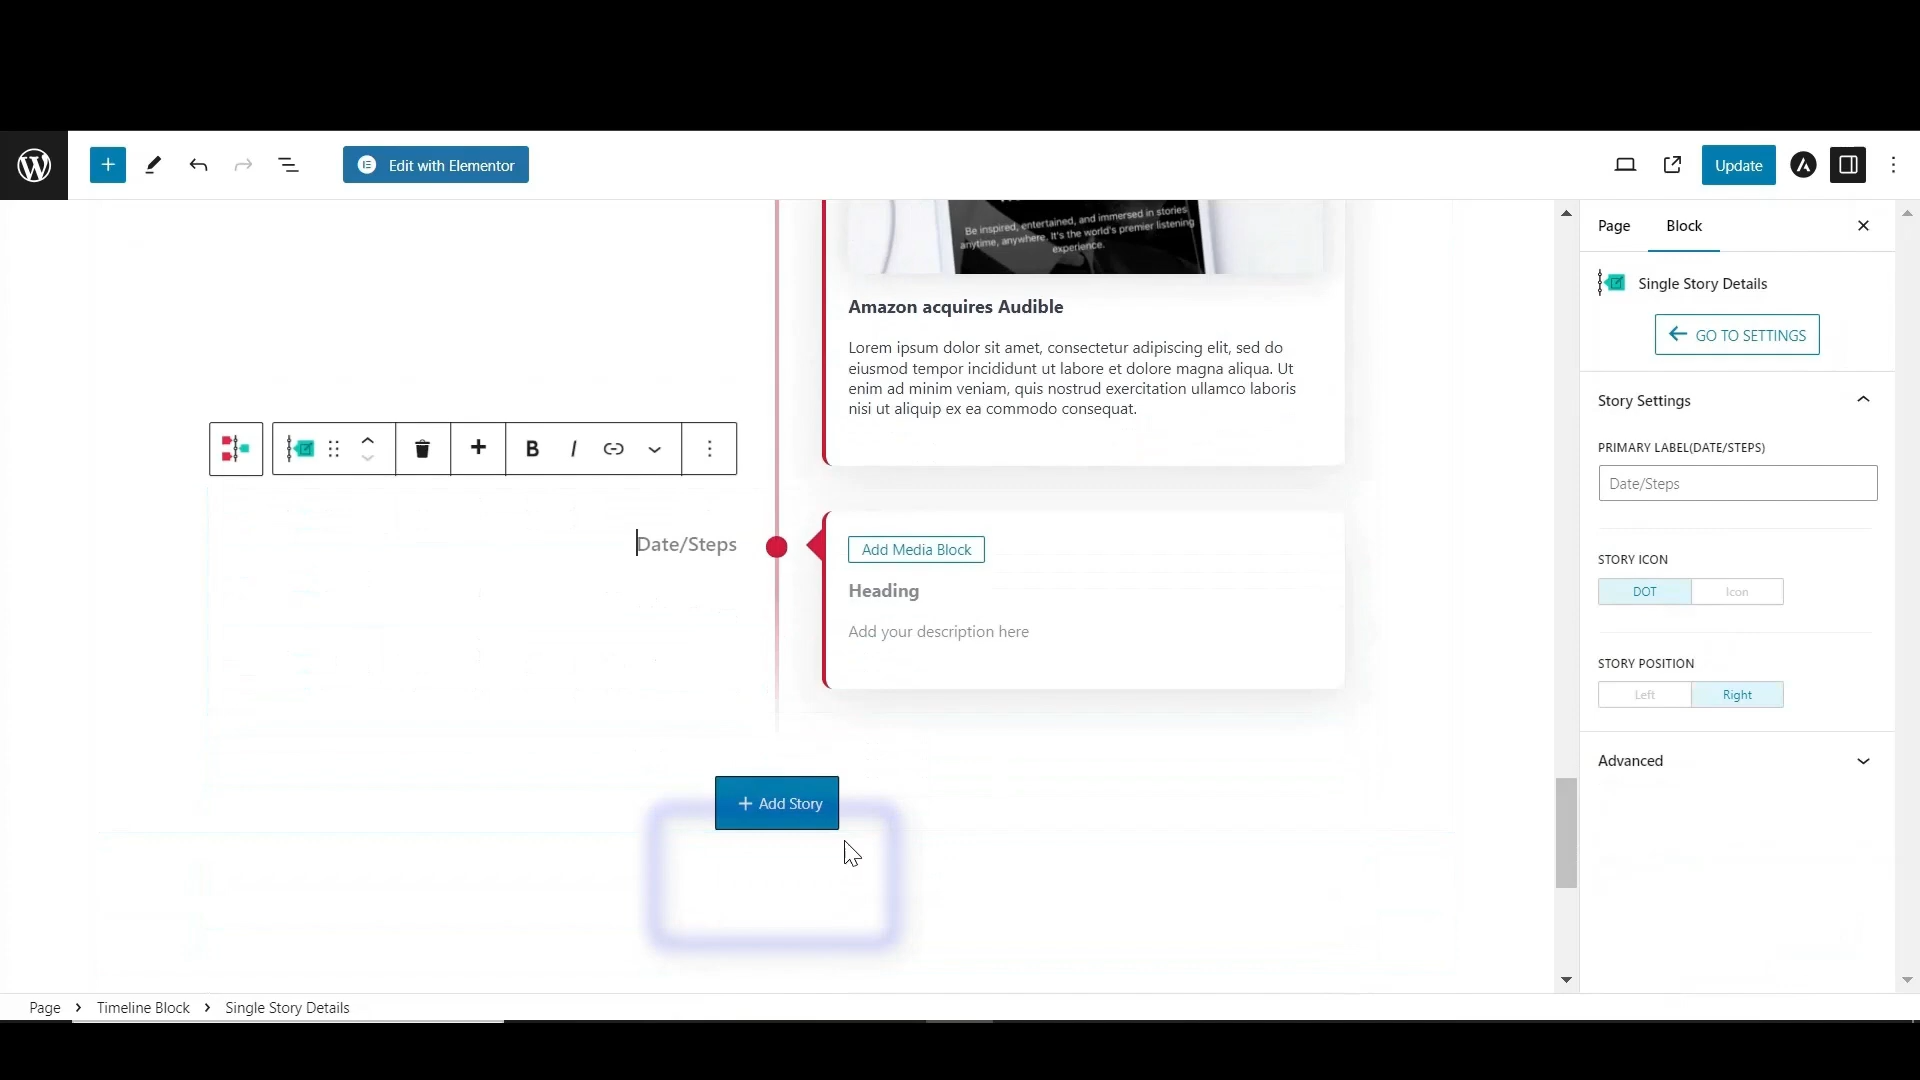 Edit with Elementor
Update
Be inspired, entertained, and immersed in stories
anytime, anywhere. It's the world's premier listening
experience.
Amazon acquires Audible
Lorem ipsum dolor sit amet, consectetur adipiscing elit, sed do
eiusmod tempor incididunt ut labore et dolore magna aliqua. Ut
enim ad minim veniam, quis nostrud exercitation ullamco laboris
nisi ut aliquip ex ea commodo consequat.
B I
Date/Steps
Add Media Block
Heading
Add your description here
+ Add Story
Page Block
Single Story Details
GO TO SETTINGS
Story Settings
PRIMARY LABEL(DATE/STEPS)
Date/Steps
STORY ICON
DOT Icon
STORY POSITION
Left Right
Advanced
Page > Timeline Block > Single Story Details